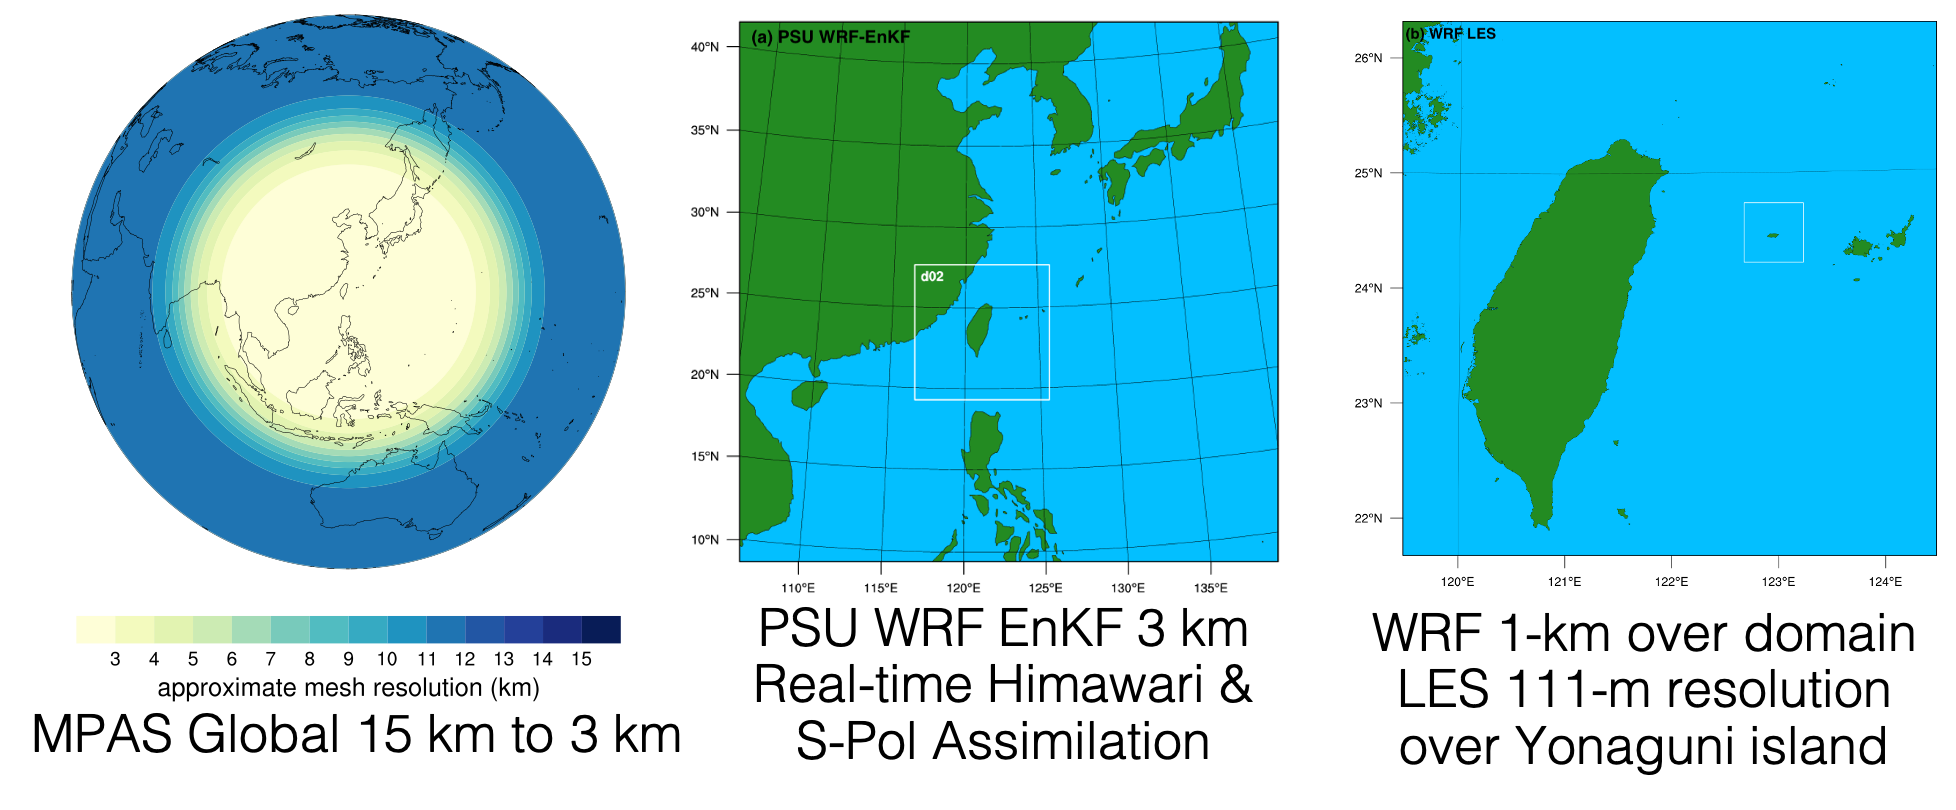 3 4 5 6 7 8 9 10 11 12 13 14 15
approximate mesh resolution (km)
MPAS Global 15 km to 3 km
(a) PSU WRF-EnKF
40°N
35°N
30°N
25°N
20°N
15°N
10°N
d02
110°E 115°E 120°E 125°E 130°E 135°E
PSU WRF EnKF 3 km
Real-time Himawari &
S-Pol Assimilation
(b) WRF LES
26°N
25°N
24°N
23°N
22°N
120°E 121°E 122°E 123°E 124°E
WRF 1-km over domain
LES 111-m resolution
over Yonaguni island